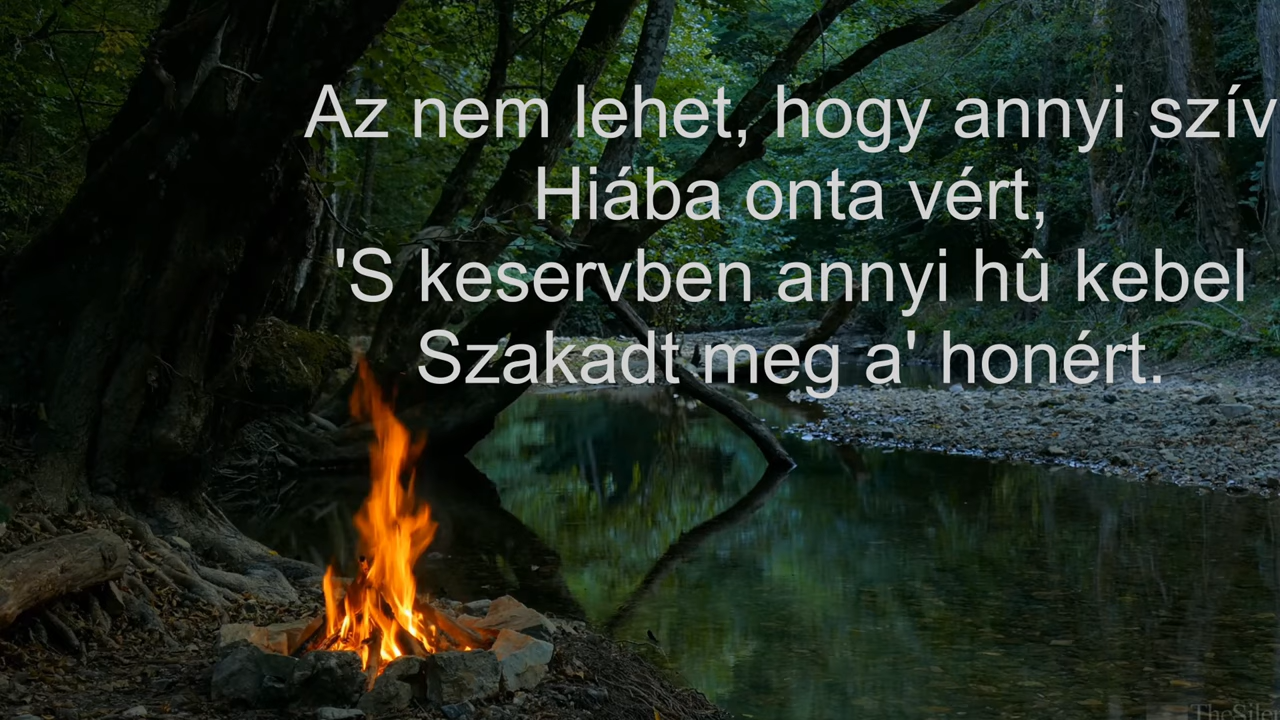 Az nem lehet, hogy annyi szív
Hiába onta vért,
'S keservben annyi hû kebel
Szakadt meg a' honért.